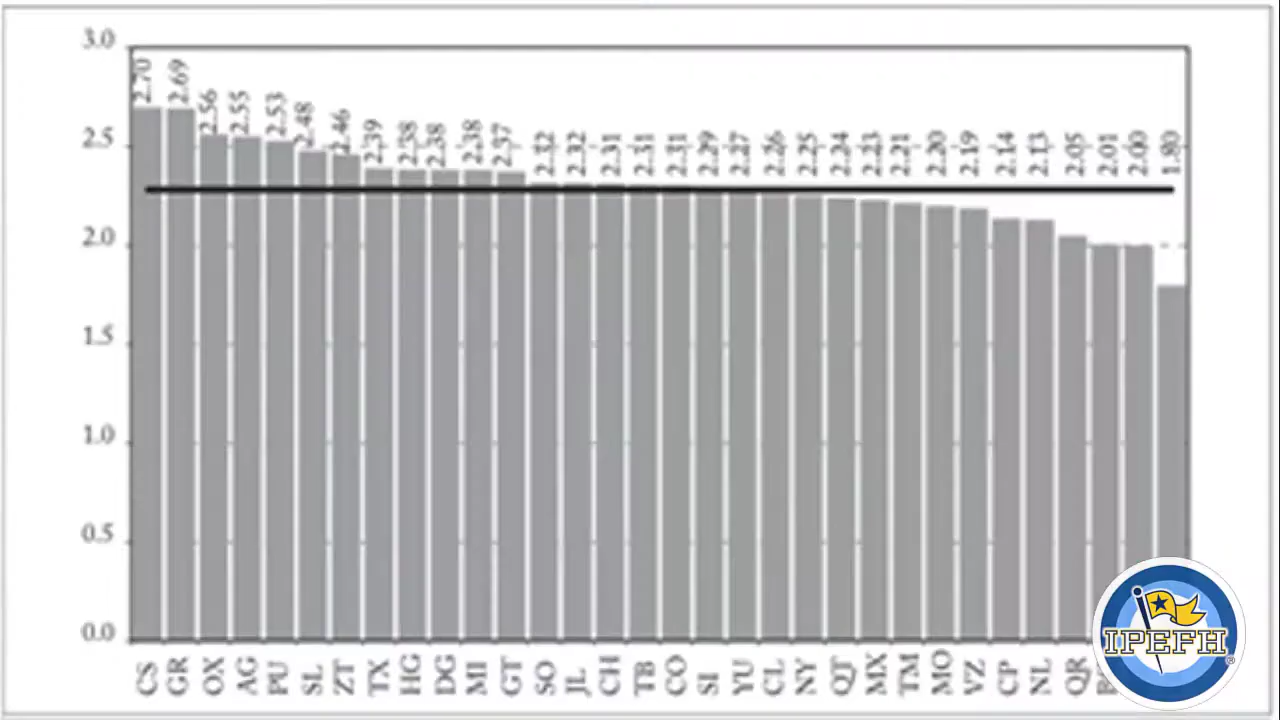 3.0
2.5
2.0
1.5
1.0
0.5
0.0
2.70 2.69 2.56 2.55 2.53 2.48 2.46 2.39 2.38 2.38 2.38 2.37 2.32 2.32 2.31 2.31 2.31 2.29 2.27 2.26 2.25 2.24 2.23 2.21 2.20 2.19 2.14 2.13 2.05 2.01 2.00 1.80
CS GR OX AG PU SL ZT TX HG DG MI GT SO JL CH TB CO SI YU CL NY QT MX TM MO VZ CP NL QR
IPEFH
®